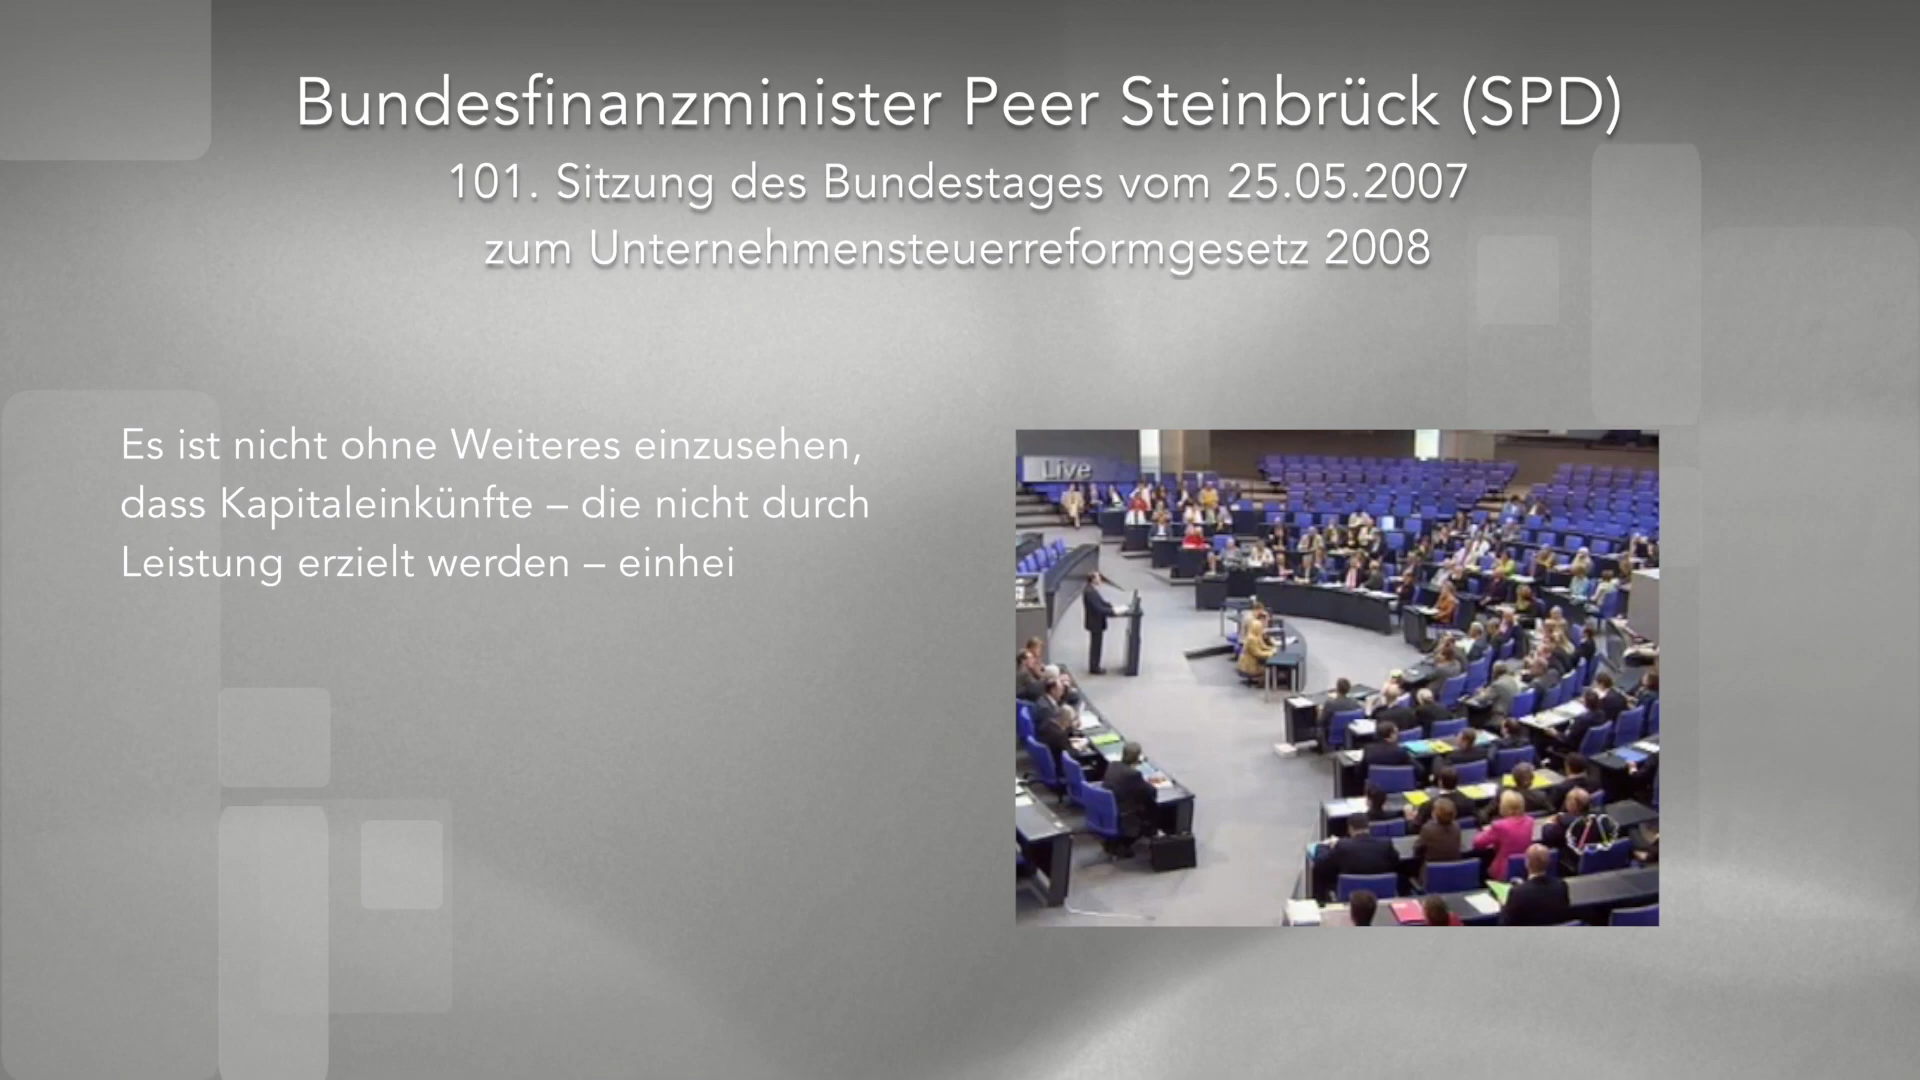 Bundesfinanzminister Peer Steinbrück (SPD)
101. Sitzung des Bundestages vom 25.05.2007
zum Unternehmensteuerreformgesetz 2008
Es ist nicht ohne Weiteres einzusehen,
dass Kapitaleinkünfte – die nicht durch
Leistung erzielt werden – einhei
Live